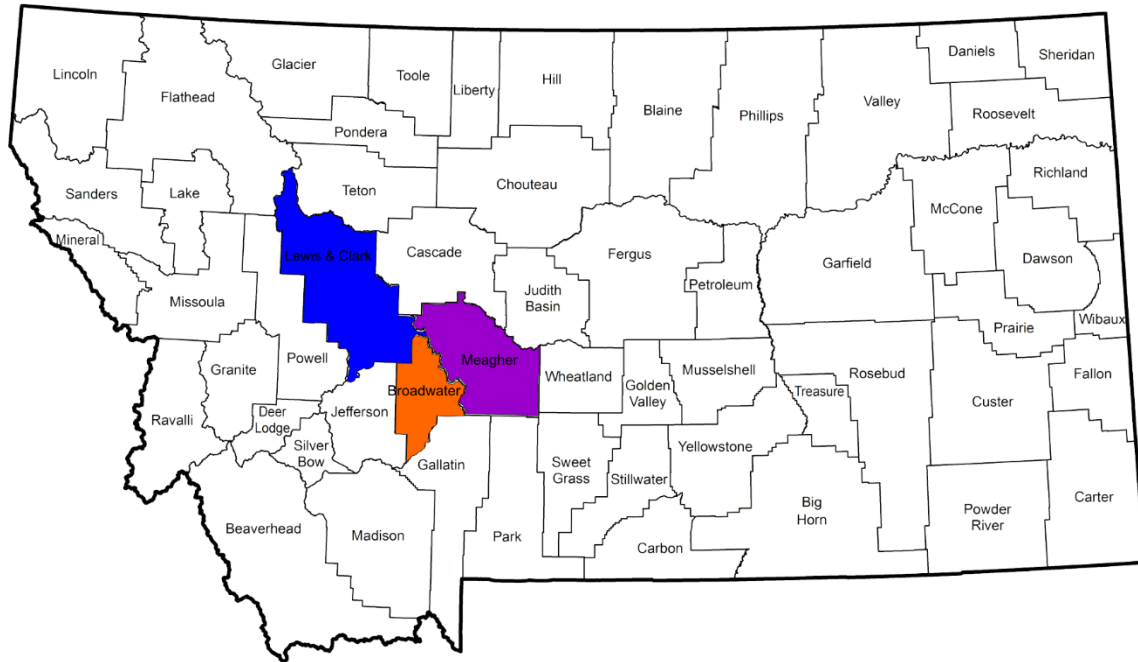 Lincoln
Flathead
Glacier
Toole
Liberty
Hill
Blaine
Phillips
Valley
Daniels
Sheridan
Roosevelt
Pondera
Teton
Chouteau
Richland
McCone
Sanders
Lake
Mineral
Lewis & Clark
Cascade
Judith
Basin
Fergus
Petroleum
Garfield
Dawson
Missoula
Prairie
Wibaux
Powell
Granite
Meagher
Broadwater
Wheatland
Golden
Valley
Musselshell
Treasure
Rosebud
Custer
Fallon
Ravalli
Deer
Lodge
Jefferson
Silver
Bow
Gallatin
Sweet
Grass
Stillwater
Yellowstone
Big
Horn
Powder
River
Carter
Beaverhead
Madison
Park
Carbon